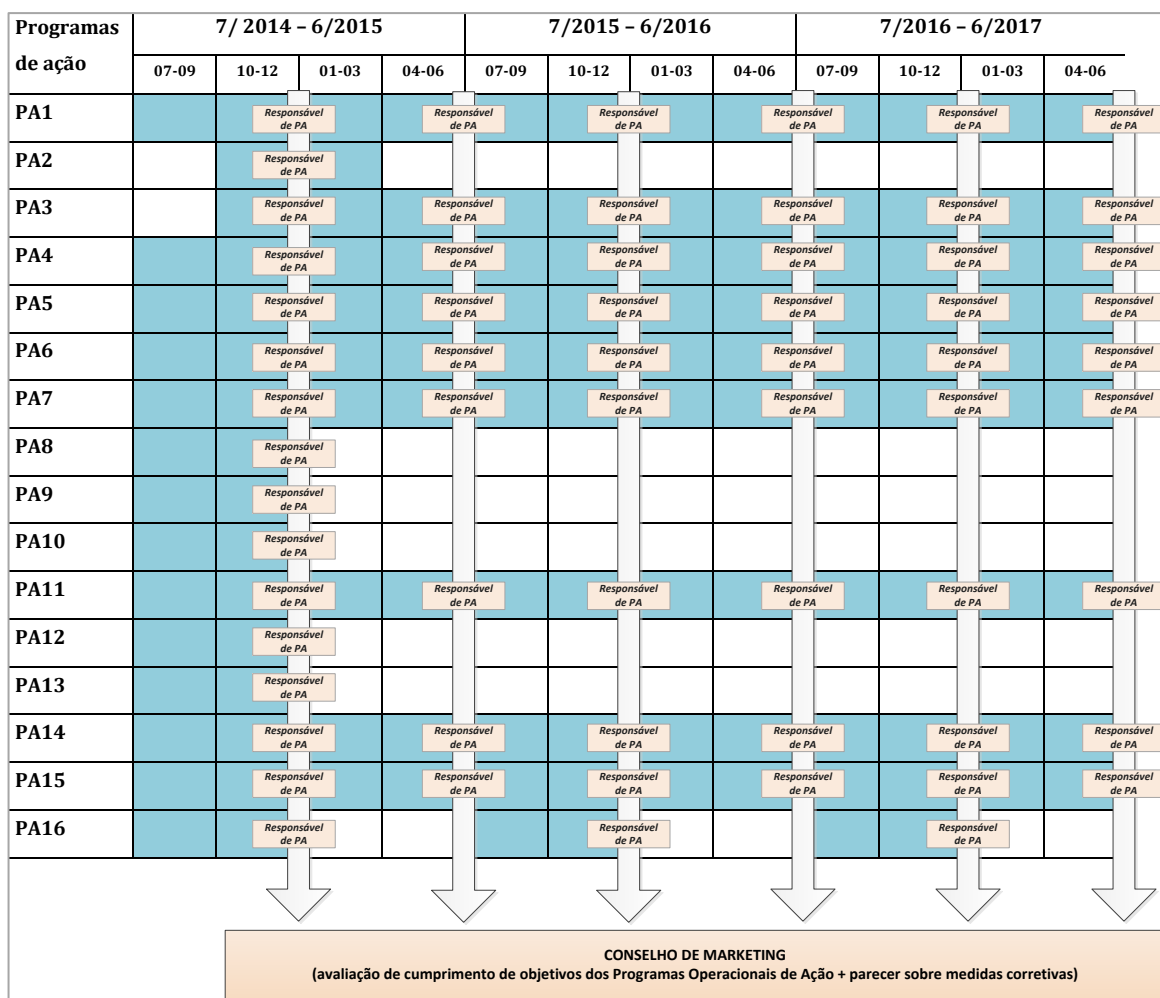 Programas de ação
7/ 2014 – 6/2015 7/2015 – 6/2016 7/2016 – 6/2017
07-09 10-12 01-03 04-06 07-09 10-12 01-03 04-06 07-09 10-12 01-03 04-06
PA1 Responsável de PA Responsável de PA Responsável de PA Responsável de PA Responsável de PA Responsável de PA
PA2 Responsável de PA
PA3 Responsável de PA Responsável de PA Responsável de PA Responsável de PA Responsável de PA Responsável de PA
PA4 Responsável de PA Responsável de PA Responsável de PA Responsável de PA Responsável de PA Responsável de PA
PA5 Responsável de PA Responsável de PA Responsável de PA Responsável de PA Responsável de PA Responsável de PA
PA6 Responsável de PA Responsável de PA Responsável de PA Responsável de PA Responsável de PA Responsável de PA
PA7 Responsável de PA Responsável de PA Responsável de PA Responsável de PA Responsável de PA Responsável de PA
PA8 Responsável de PA
PA9 Responsável de PA
PA10 Responsável de PA
PA11 Responsável de PA Responsável de PA Responsável de PA Responsável de PA Responsável de PA Responsável de PA
PA12 Responsável de PA
PA13 Responsável de PA
PA14 Responsável de PA Responsável de PA Responsável de PA Responsável de PA Responsável de PA Responsável de PA
PA15 Responsável de PA Responsável de PA Responsável de PA Responsável de PA Responsável de PA Responsável de PA
PA16 Responsável de PA Responsável de PA Responsável de PA
CONSELHO DE MARKETING
(avaliação de cumprimento de objetivos dos Programas Operacionais de Ação + parecer sobre medidas corretivas)